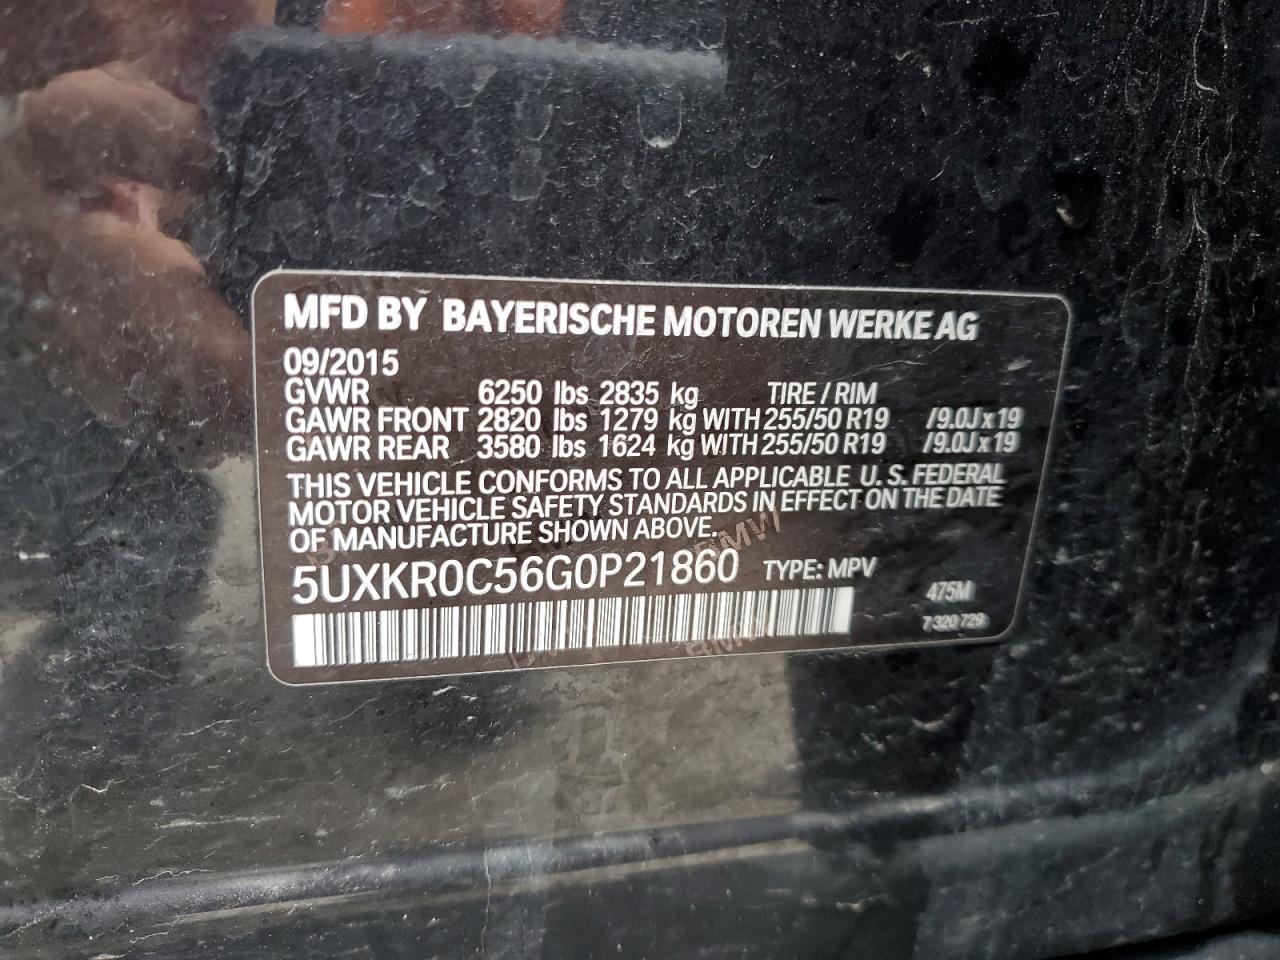 MFD BY BAYERISCHE MOTOREN WERKE AG
09/2015
GVWR 6250 lbs 2835 kg TIRE / RIM
GAWR FRONT 2820 lbs 1279 kg WITH 255/50 R19 /9.0J x 19
GAWR REAR 3580 lbs 1624 kg WITH 255/50 R19 /9.0J x 19
THIS VEHICLE CONFORMS TO ALL APPLICABLE U. S. FEDERAL
MOTOR VEHICLE SAFETY STANDARDS IN EFFECT ON THE DATE
OF MANUFACTURE SHOWN ABOVE.
BMW
5UXKR0C56G0P21860 TYPE: MPV 475M
7 320 729
BMW